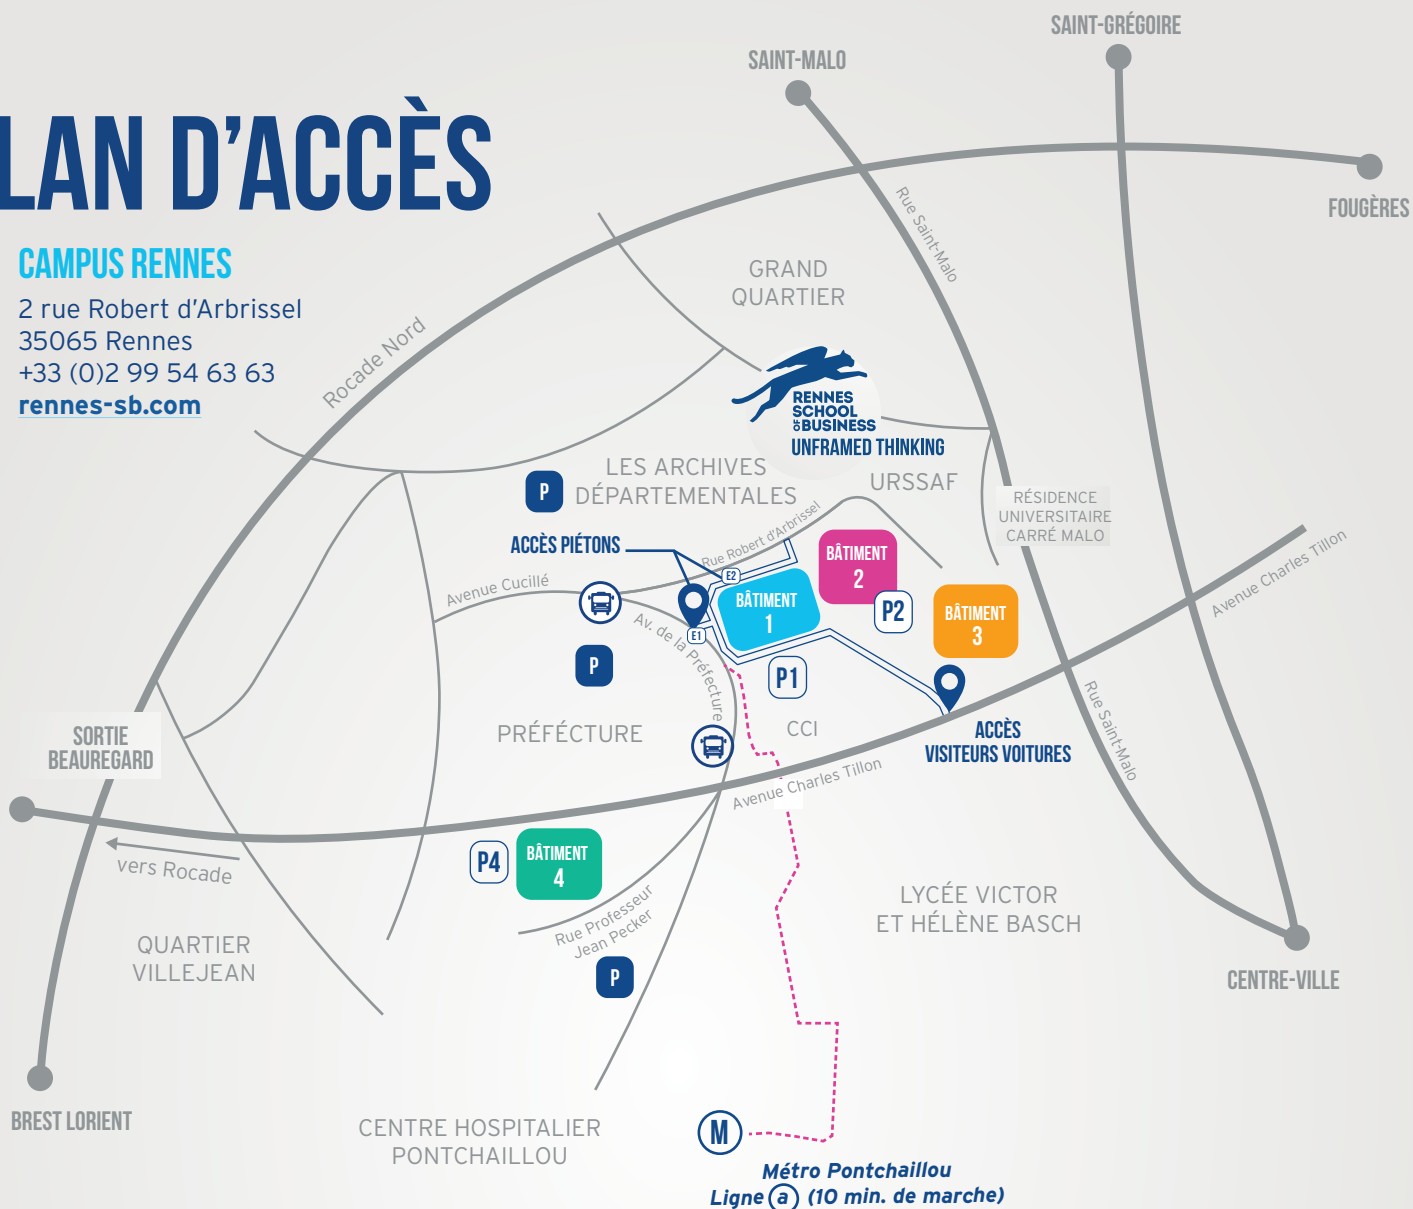 SAINT-GRÉGOIRE
SAINT-MALO
LAN D'ACCÈS
FOUGÈRES
CAMPUS RENNES
2 rue Robert d'Arbrissel
35065 Rennes
+33 (0)2 99 54 63 63
rennes-sb.com
Rocade Nord
GRAND
QUARTIER
Rue Saint-Malo
RENNES
SCHOOL
OF BUSINESS
UNFRAMED THINKING
LES ARCHIVES
DÉPARTEMENTALES
P
URSSAF
RÉSIDENCE
UNIVERSITAIRE
CARRÉ MALO
ACCÈS PIÉTONS
Rue Robert d'Arbrissel
Avenue Cucillé
E2
E1
BÂTIMENT
1
BÂTIMENT
2
P2
BÂTIMENT
3
Avenue Charles Tillon
Av. de la Préfecture
P
P1
PRÉFÉCTURE
CCI
ACCÈS
VISITEURS VOITURES
Rue Saint-Malo
SORTIE
BEAUREGARD
Avenue Charles Tillon
vers Rocade
P4
BÂTIMENT
4
Rue Professeur
Jean Pecker
P
LYCÉE VICTOR
ET HÉLÈNE BASCH
QUARTIER
VILLEJEAN
CENTRE-VILLE
BREST LORIENT
CENTRE HOSPITALIER
PONTCHAILLOU
M
Métro Pontchaillou
Ligne a (10 min. de marche)